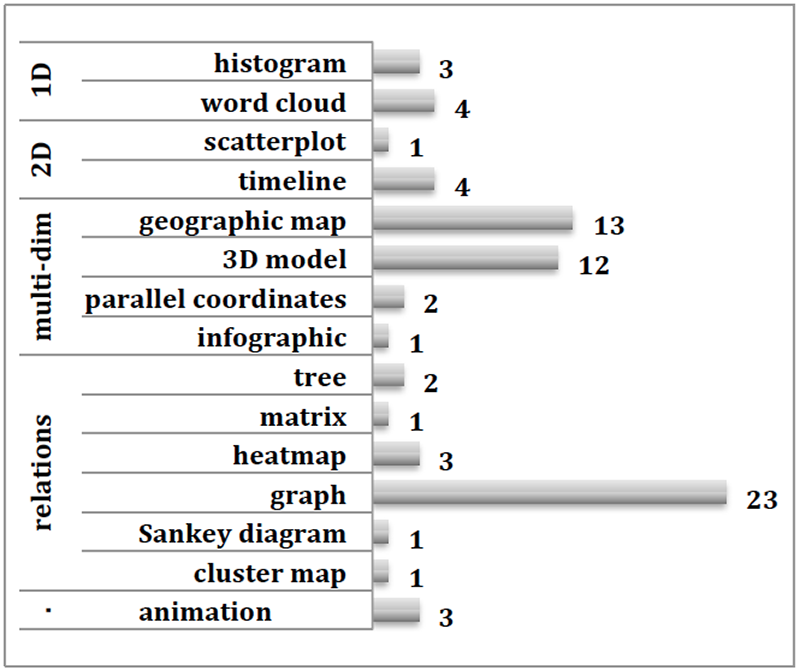 1D
histogram 3
word cloud 4
2D
scatterplot 1
timeline 4
multi-dim
geographic map 13
3D model 12
parallel coordinates 2
infographic 1
relations
tree 2
matrix 1
heatmap 3
graph 23
Sankey diagram 1
cluster map 1
. animation 3